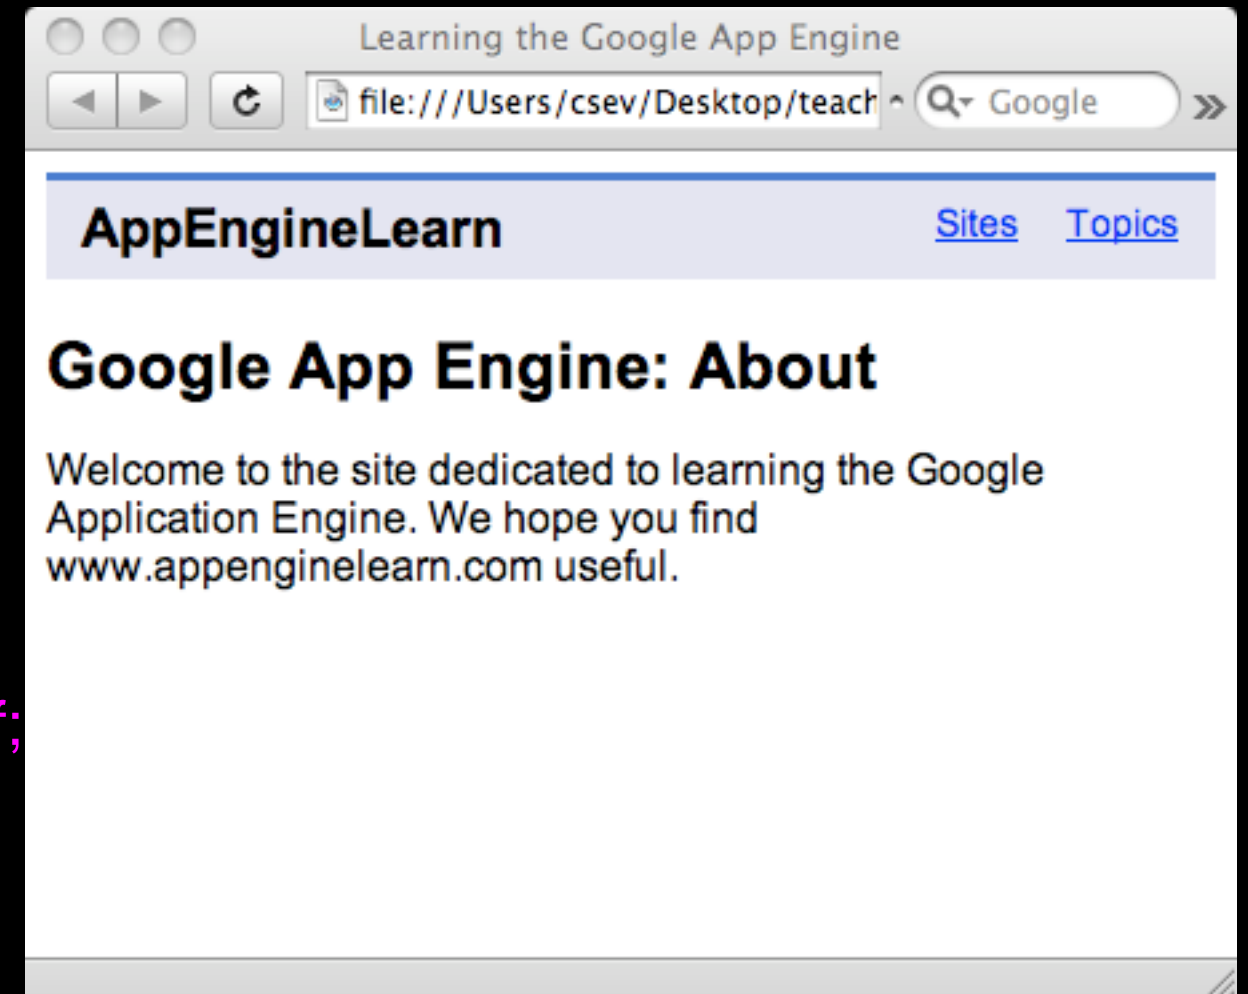 Learning the Google App Engine
file:///Users/csev/Desktop/teach Google
AppEngineLearn Sites Topics
Google App Engine: About
Welcome to the site dedicated to learning the Google
Application Engine. We hope you find
www.appenginelearn.com useful.
;